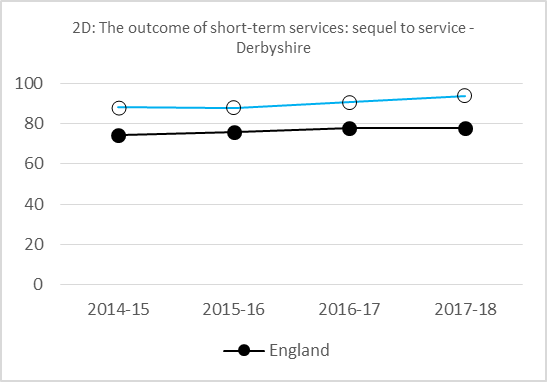 2D: The outcome of short-term services: sequel to service -
Derbyshire
100
80
60
40
20
0
2014-15 2015-16 2016-17 2017-18
England